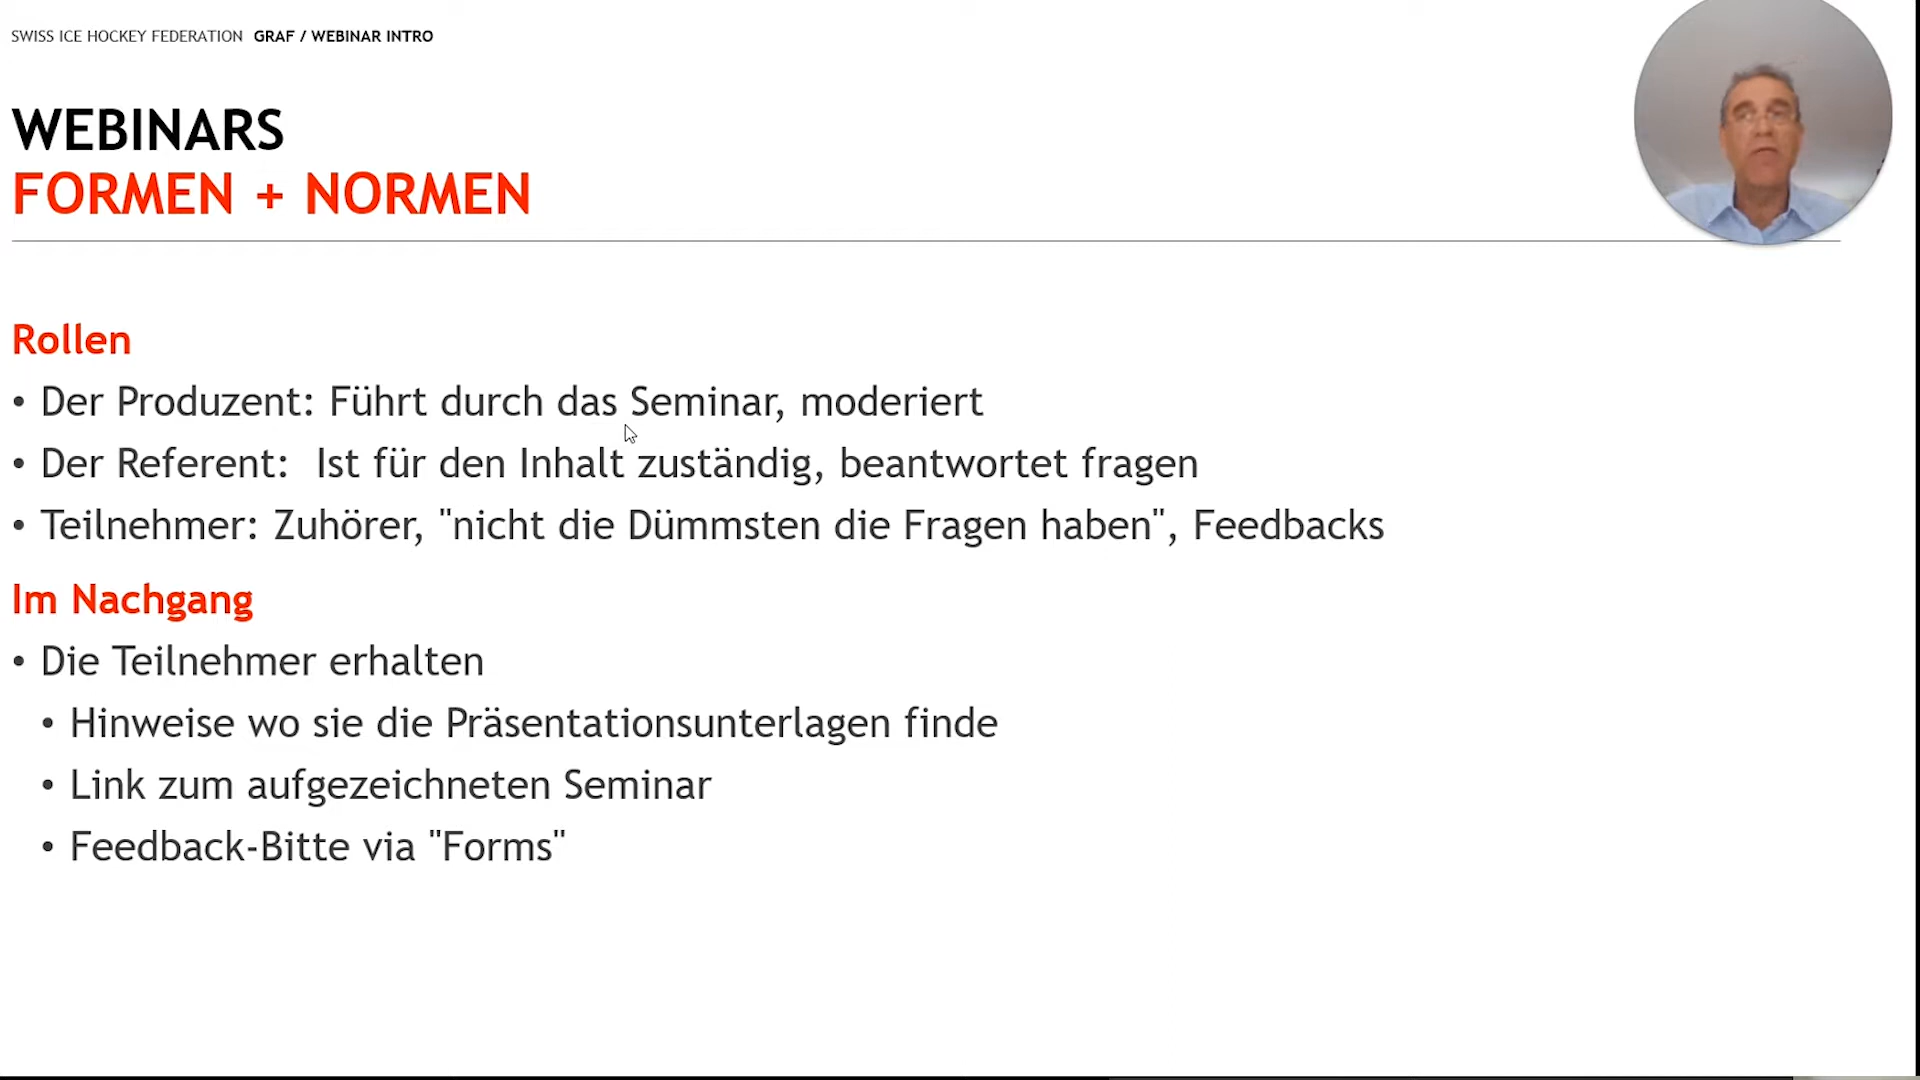 SWISS ICE HOCKEY FEDERATION GRAF / WEBINAR INTRO
WEBINARS
FORMEN + NORMEN
Rollen
• Der Produzent: Führt durch das Seminar, moderiert
• Der Referent:  Ist für den Inhalt zuständig, beantwortet fragen
• Teilnehmer: Zuhörer, "nicht die Dümmsten die Fragen haben", Feedbacks
Im Nachgang
• Die Teilnehmer erhalten
• Hinweise wo sie die Präsentationsunterlagen finde
• Link zum aufgezeichneten Seminar
• Feedback-Bitte via "Forms"